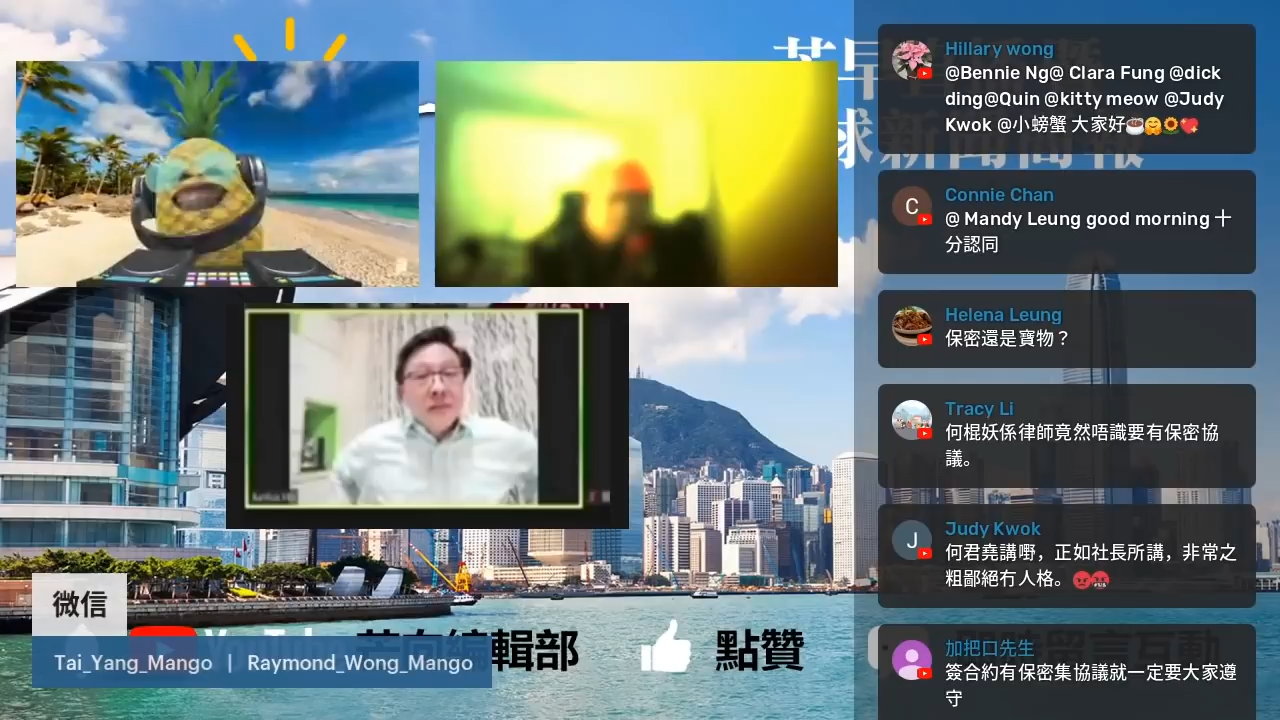 Hillary wong
@Bennie Ng@ Clara Fung @dick
ding@Quin @kitty meow @Judy
Kwok @小螃蟹 大家好☕🤗🌻💖
Connie Chan
@ Mandy Leung good morning 十
分認同
Helena Leung
保密還是寶物？
Tracy Li
何棍妖係律師竟然唔識要有保密協
議。
Judy Kwok
何君堯講嘢，正如社長所講，非常之
粗鄙絕冇人格。😡🤬
加把口先生
簽合約有保密集協議就一定要大家遵
守
微信
Tai_Yang_Mango | Raymond_Wong_Mango
編輯部
點贊
留言互動